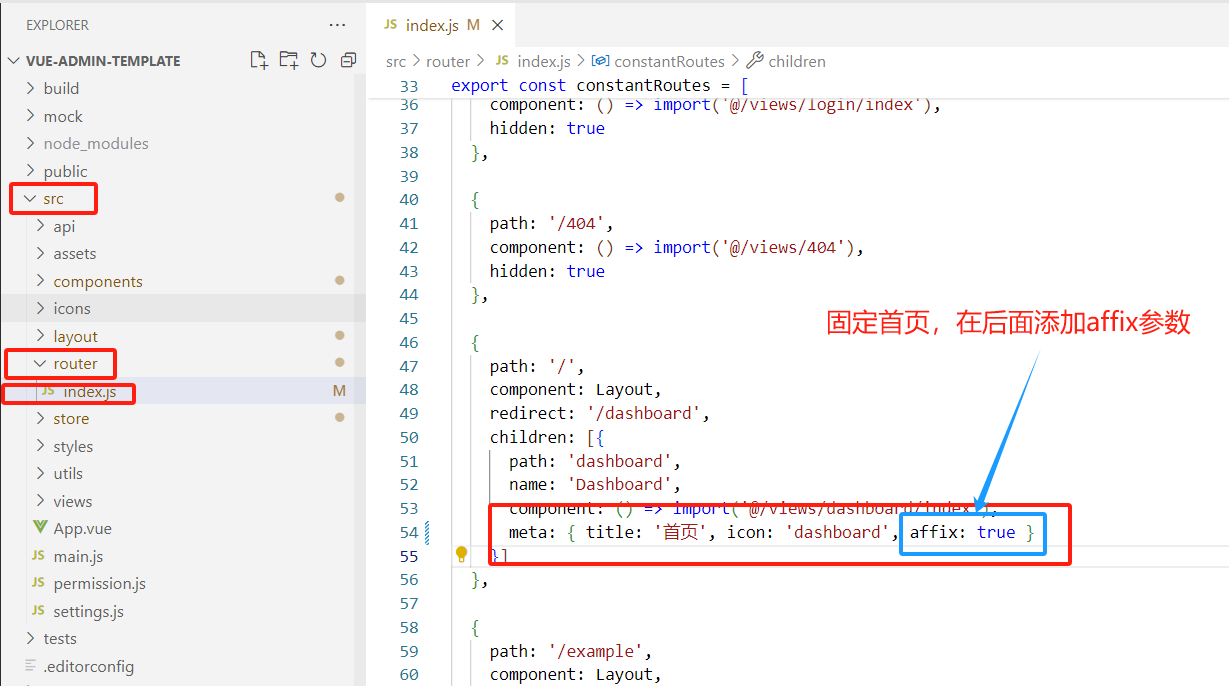 EXPLORER
···
JS index.js M ×
VUE-ADMIN-TEMPLATE
src > router > JS index.js > constantRoutes > children
build
mock
node_modules
public
src
api
assets
components
icons
layout
router
JS index.js M
store
styles
utils
views
App.vue
JS main.js
JS permission.js
JS settings.js
tests
.editorconfig
33 export const constantRoutes = [
36 component: () => import('@/views/login/index'),
37 hidden: true
38 },
39
40 {
41 path: '/404',
42 component: () => import('@/views/404'),
43 hidden: true
44 },
45
46 {
47 path: '/',
48 component: Layout,
49 redirect: '/dashboard',
50 children: [{
51 path: 'dashboard',
52 name: 'Dashboard',
53 component: () => import('@/views/dashboard/index'),
54 meta: { title: '首页', icon: 'dashboard', affix: true }
55 }]
56 },
57
58 {
59 path: '/example',
60 component: Layout,
固定首页，在后面添加affix参数